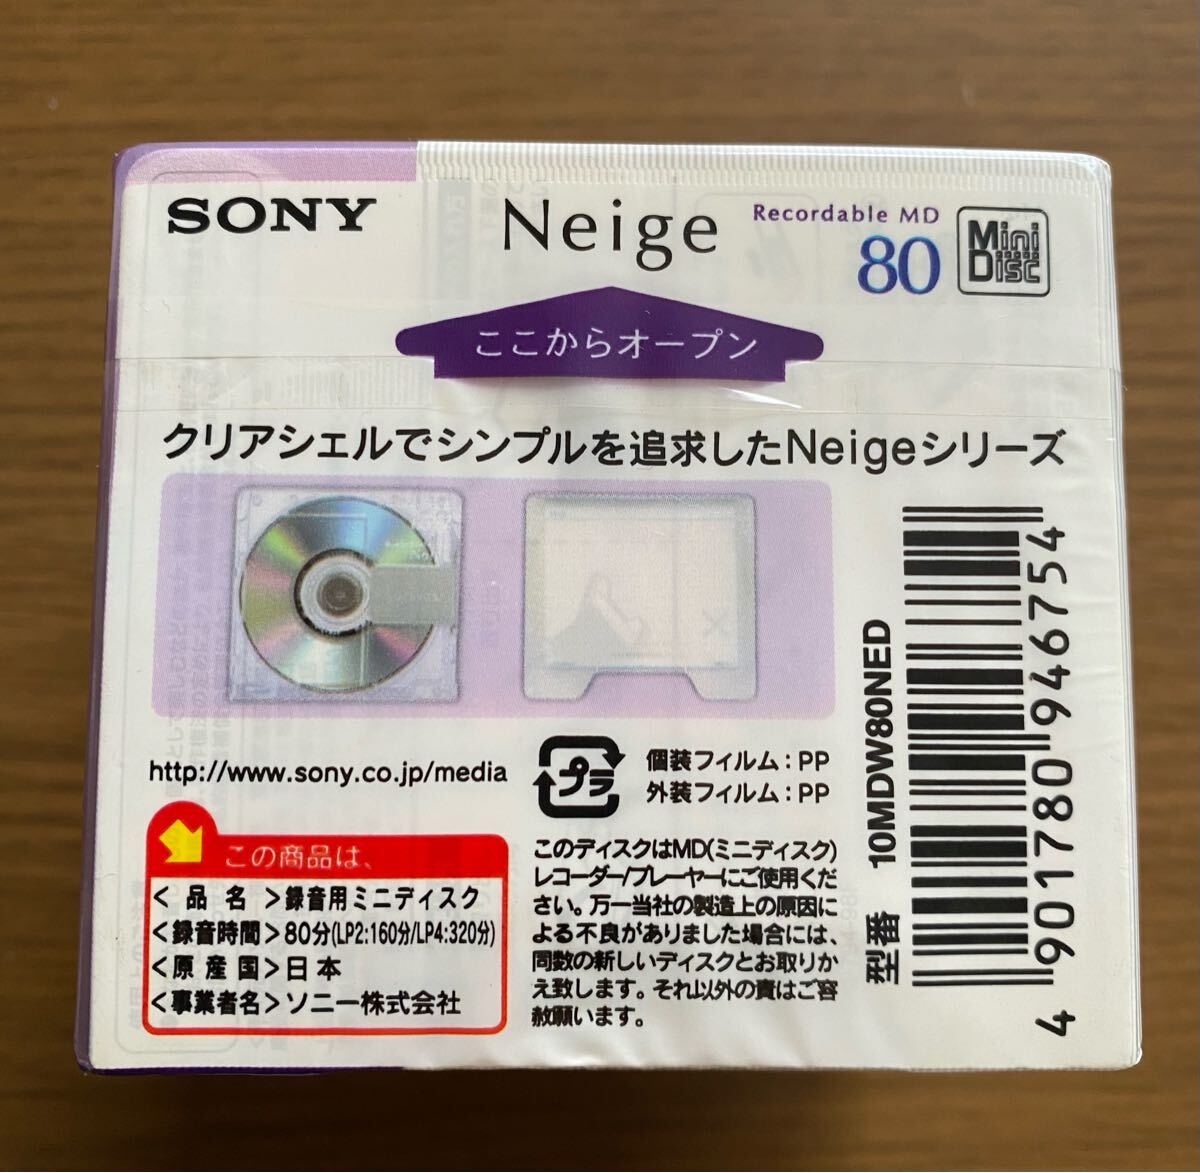 SONY Neige Recordable MD
80 Mini Disc
ここからオープン
クリアシェルでシンプルを追求したNeigeシリーズ
http://www.sony.co.jp/media
プラ
個装フィルム:PP
外装フィルム:PP
この商品は、
<品名>録音用ミニディスク
<録音時間>80分(LP2:160分/LP4:320分)
<原産国>日本
<事業者名>ソニー株式会社
このディスクはMD(ミニディスク)
レコーダー/プレーヤーにご使用くだ
さい。万一当社の製造上の原因に
よる不良がありました場合には、
同数の新しいディスクとお取りか
え致します。それ以外の責はご容
赦願います。
型番 10MDW80NED
4901780946754